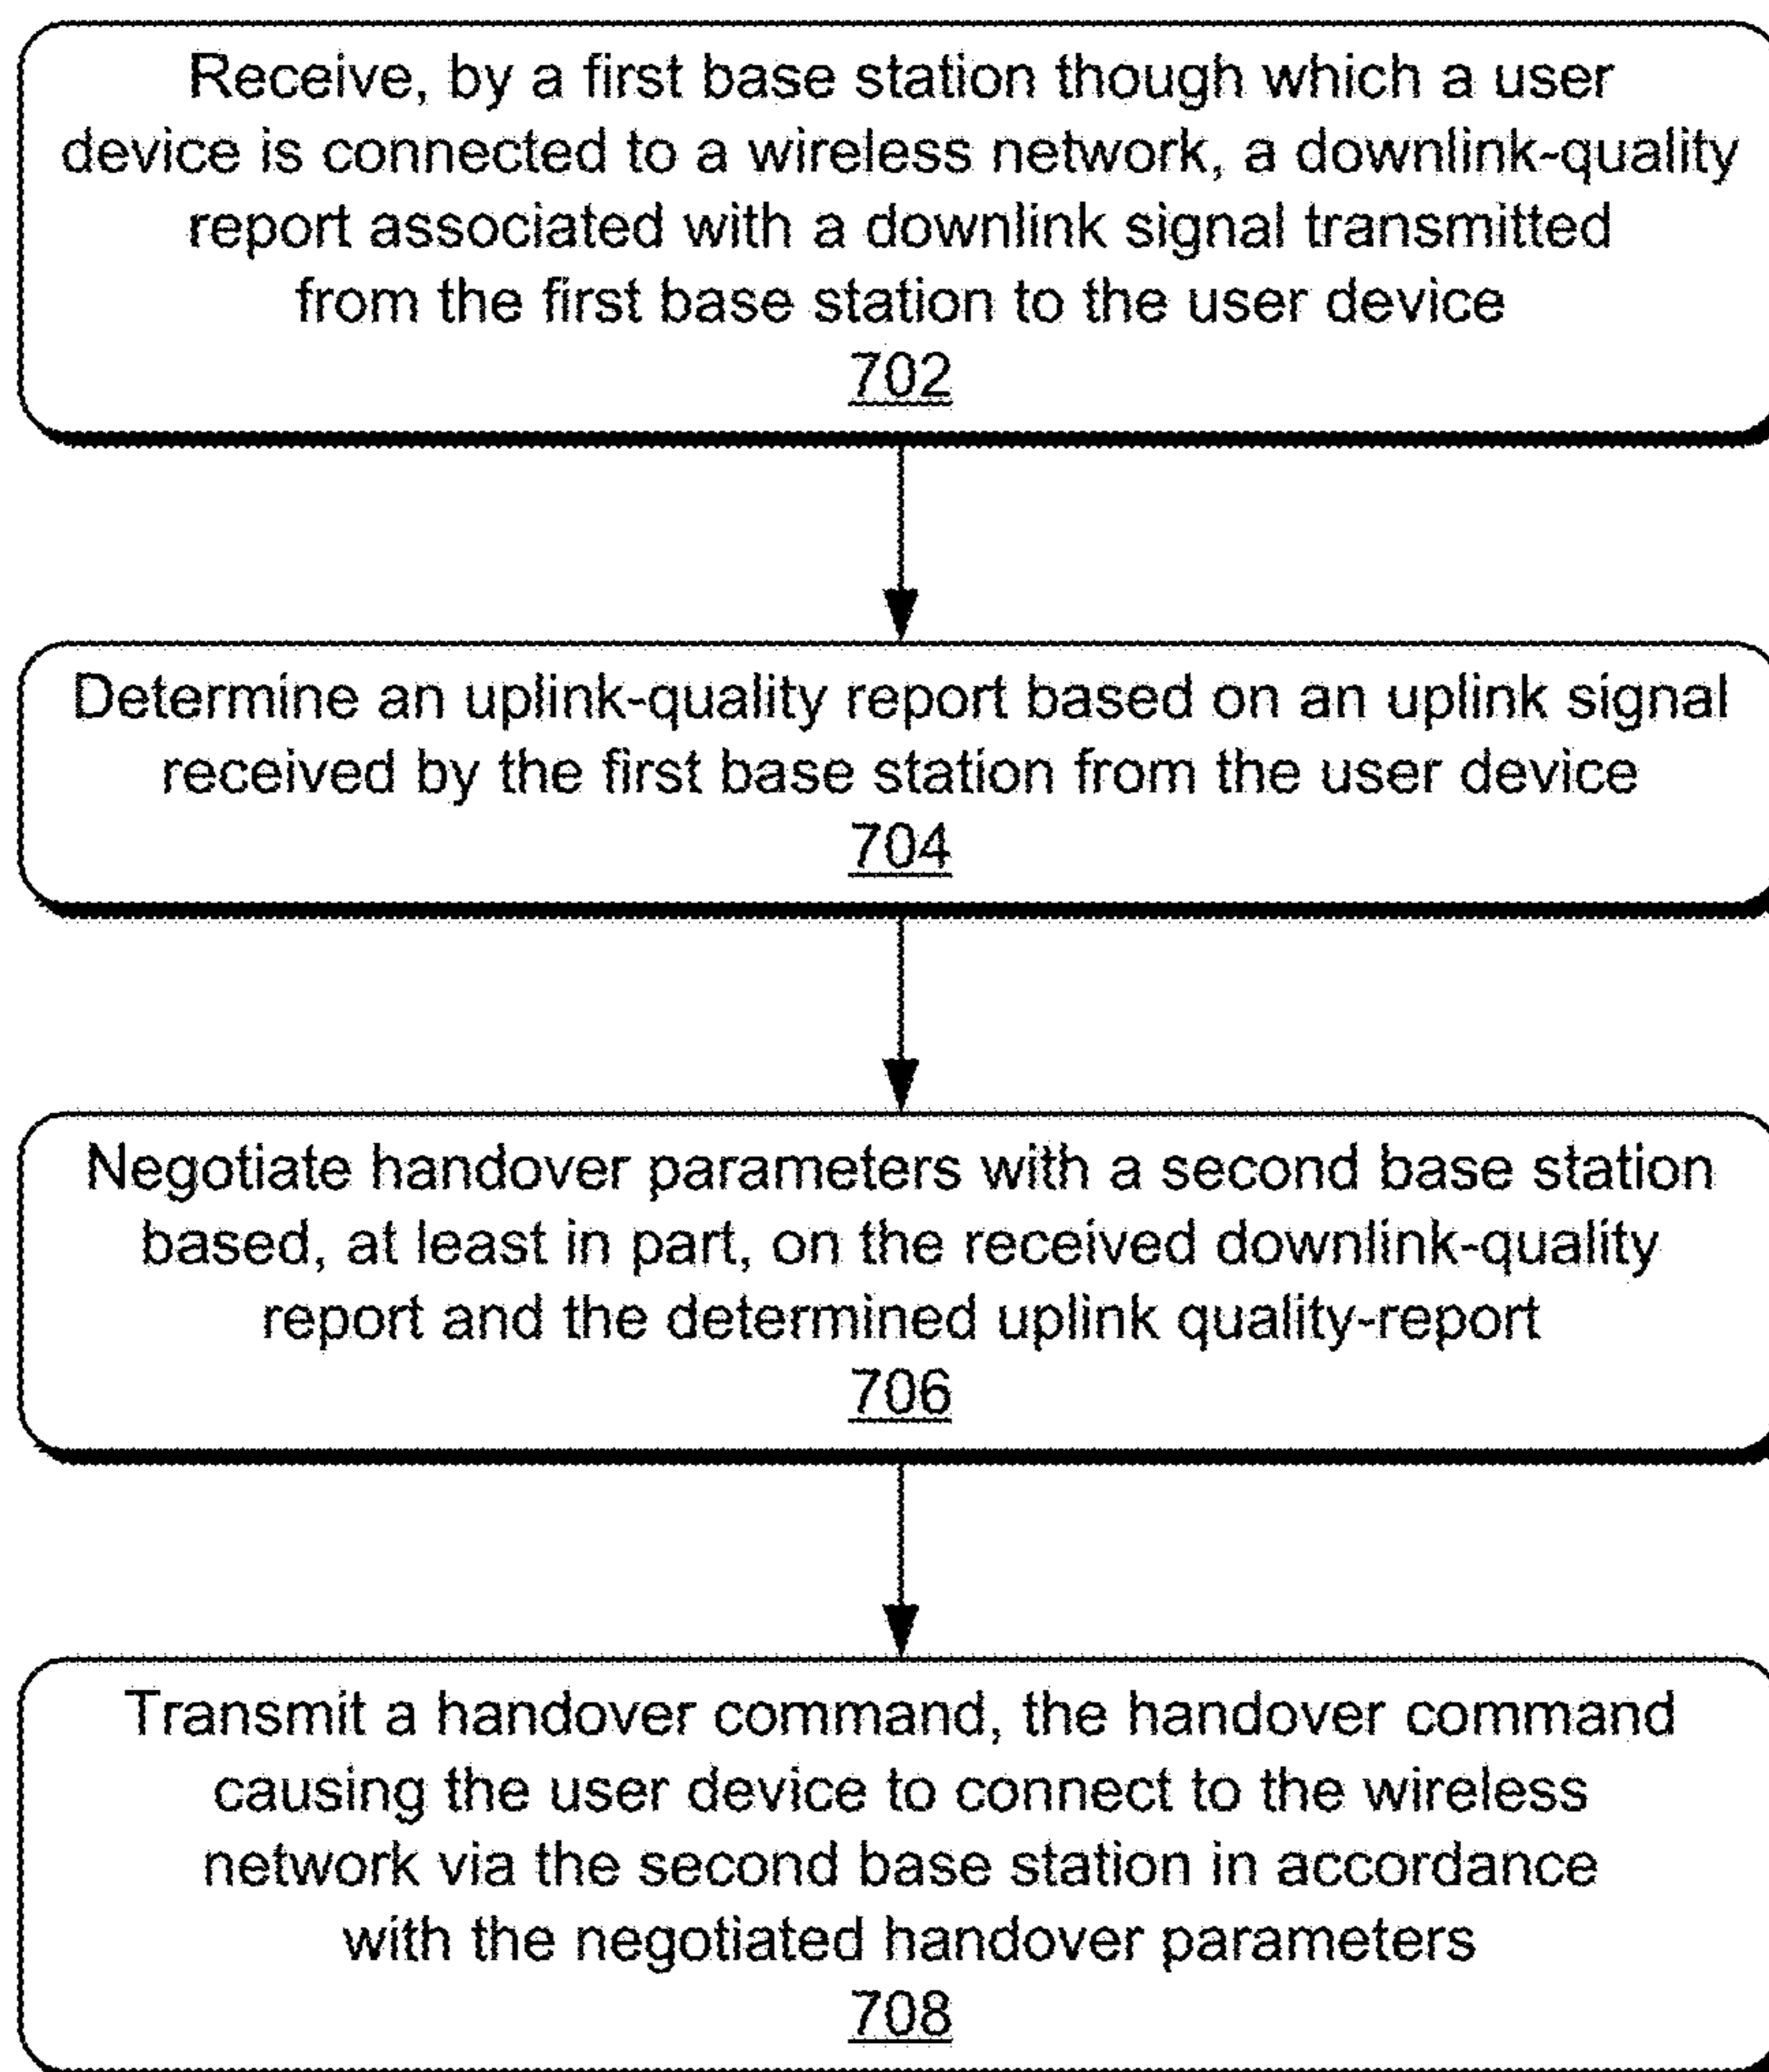 Receive, by a first base station though which a user
device is connected to a wireless network, a downlink-quality
report associated with a downlink signal transmitted
from the first base station to the user device
702
Determine an uplink-quality report based on an uplink signal
received by the first base station from the user device
704
Negotiate handover parameters with a second base station
based, at least in part, on the received downlink-quality
report and the determined uplink quality-report
706
Transmit a handover command, the handover command
causing the user device to connect to the wireless
network via the second base station in accordance
with the negotiated handover parameters
708